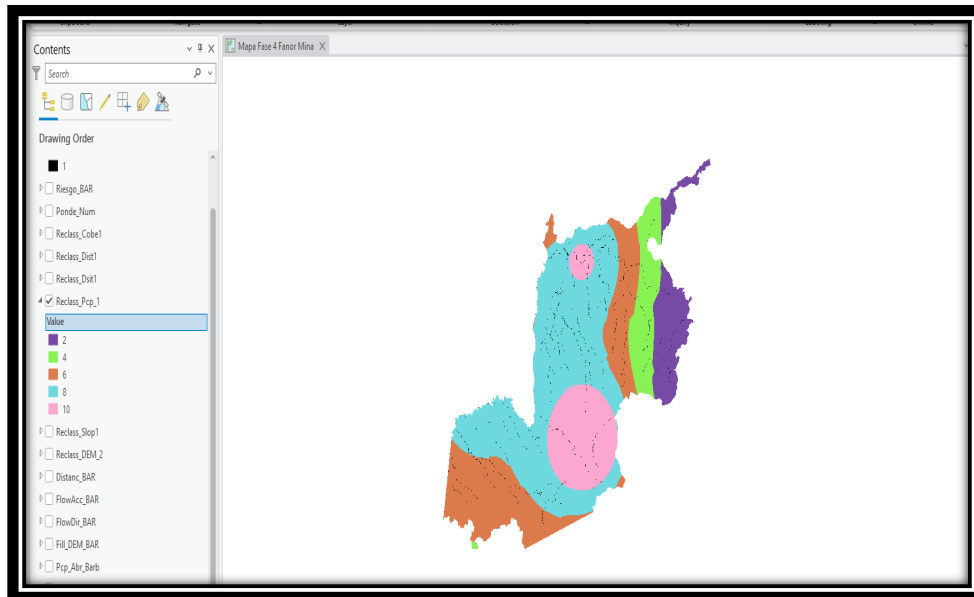 Contents
Mapa Fase 4 Fanor Mina
Search
Drawing Order
1
Riesgo_BAR
Ponde_Num
Reclass_Cobe1
Reclass_Dist1
Reclass_Dsit1
Reclass_Pcp_1
Value
2
4
6
8
10
Reclass_Slop1
Reclass_DEM_2
Distanc_BAR
FlowAcc_BAR
FlowDir_BAR
Fill_DEM_BAR
Pcp_Abr_Barb